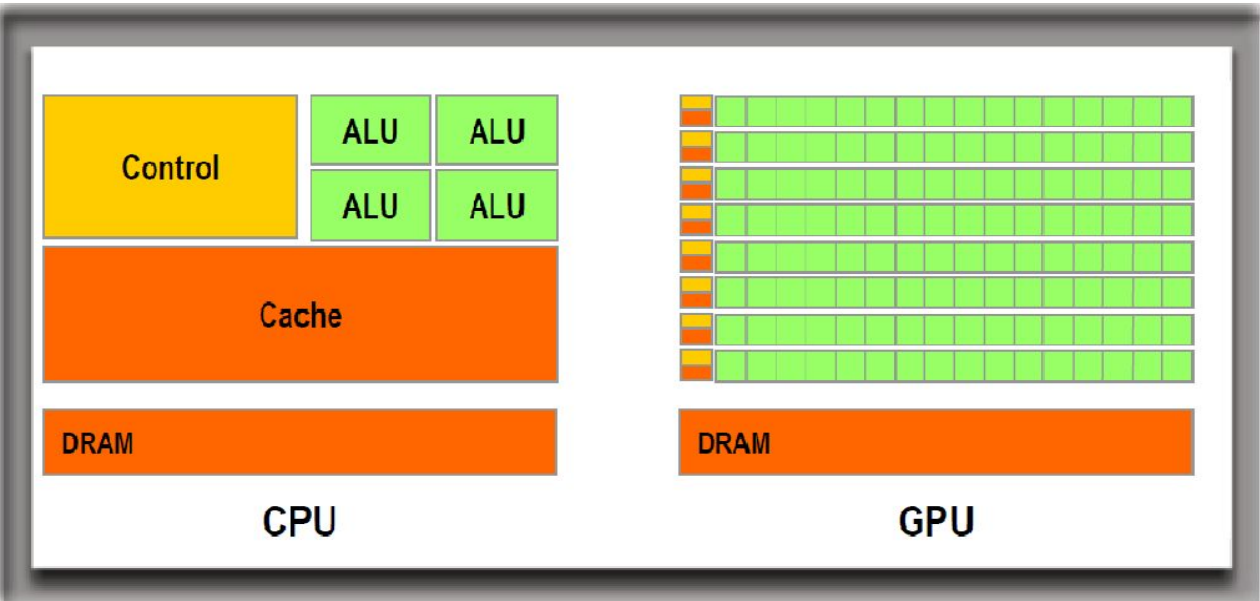 Control
ALU ALU
ALU ALU
Cache
DRAM
CPU
DRAM
GPU